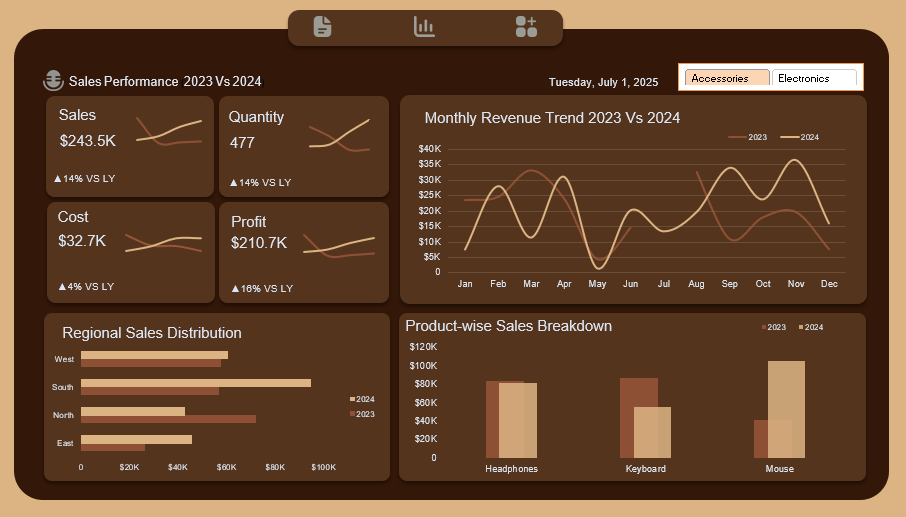 Sales Performance 2023 Vs 2024
Tuesday, July 1, 2025
Accessories
Electronics
Sales
$243.5K
▲14% VS LY
Quantity
477
▲14% VS LY
Cost
$32.7K
▲4% VS LY
Profit
$210.7K
▲16% VS LY
Monthly Revenue Trend 2023 Vs 2024
2023
2024
$40K
$35K
$30K
$25K
$20K
$15K
$10K
$5K
0
Jan Feb Mar Apr May Jun Jul Aug Sep Oct Nov Dec
Regional Sales Distribution
West
South
North
East
2024
2023
0 $20K $40K $60K $80K $100K
Product-wise Sales Breakdown
2023
2024
$120K
$100K
$80K
$60K
$40K
$20K
0
Headphones Keyboard Mouse